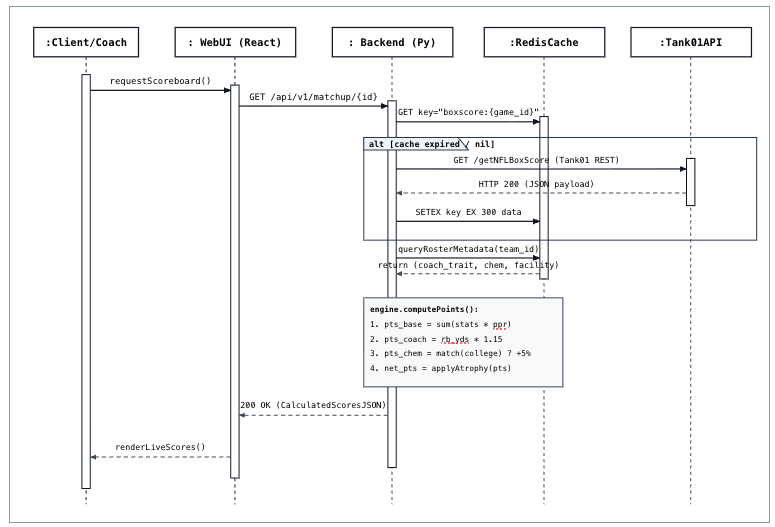 :Client/Coach
: WebUI (React)
: Backend (Py)
:RedisCache
:Tank01API
requestScoreboard()
GET /api/v1/matchup/{id}
GET key="boxscore:{game_id}"
alt [cache expired / nil]
GET /getNFLBoxScore (Tank01 REST)
HTTP 200 (JSON payload)
SETEX key EX 300 data
queryRosterMetadata(team_id)
return (coach_trait, chem, facility)
engine.computePoints():
1. pts_base = sum(stats * ppr)
2. pts_coach = rb_yds * 1.15
3. pts_chem = match(college) ? +5%
4. net_pts = applyAtrophy(pts)
200 OK (CalculatedScoresJSON)
renderLiveScores()